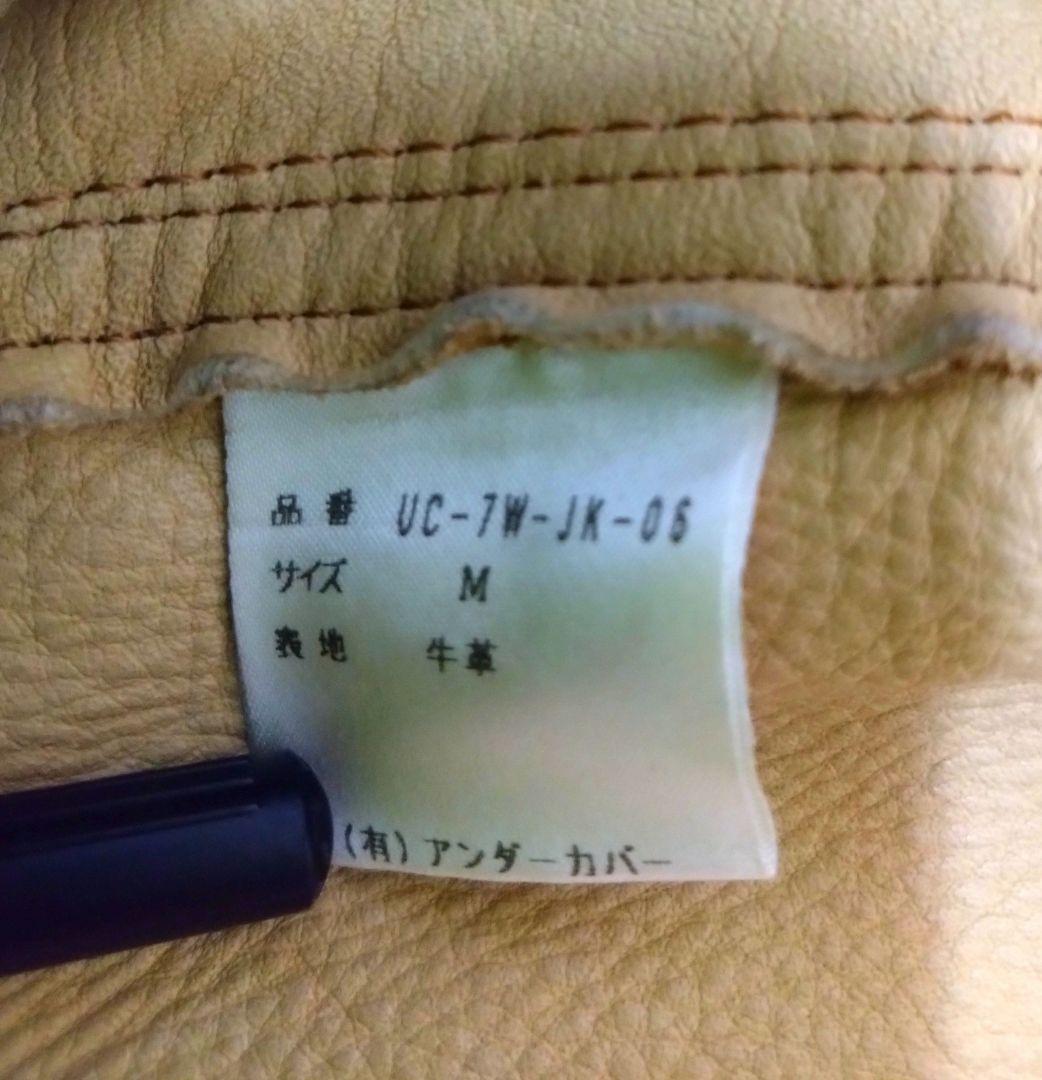 品番 UC-7W-JK-06
サイズ M
表地 牛革
(有)アンダーカバー